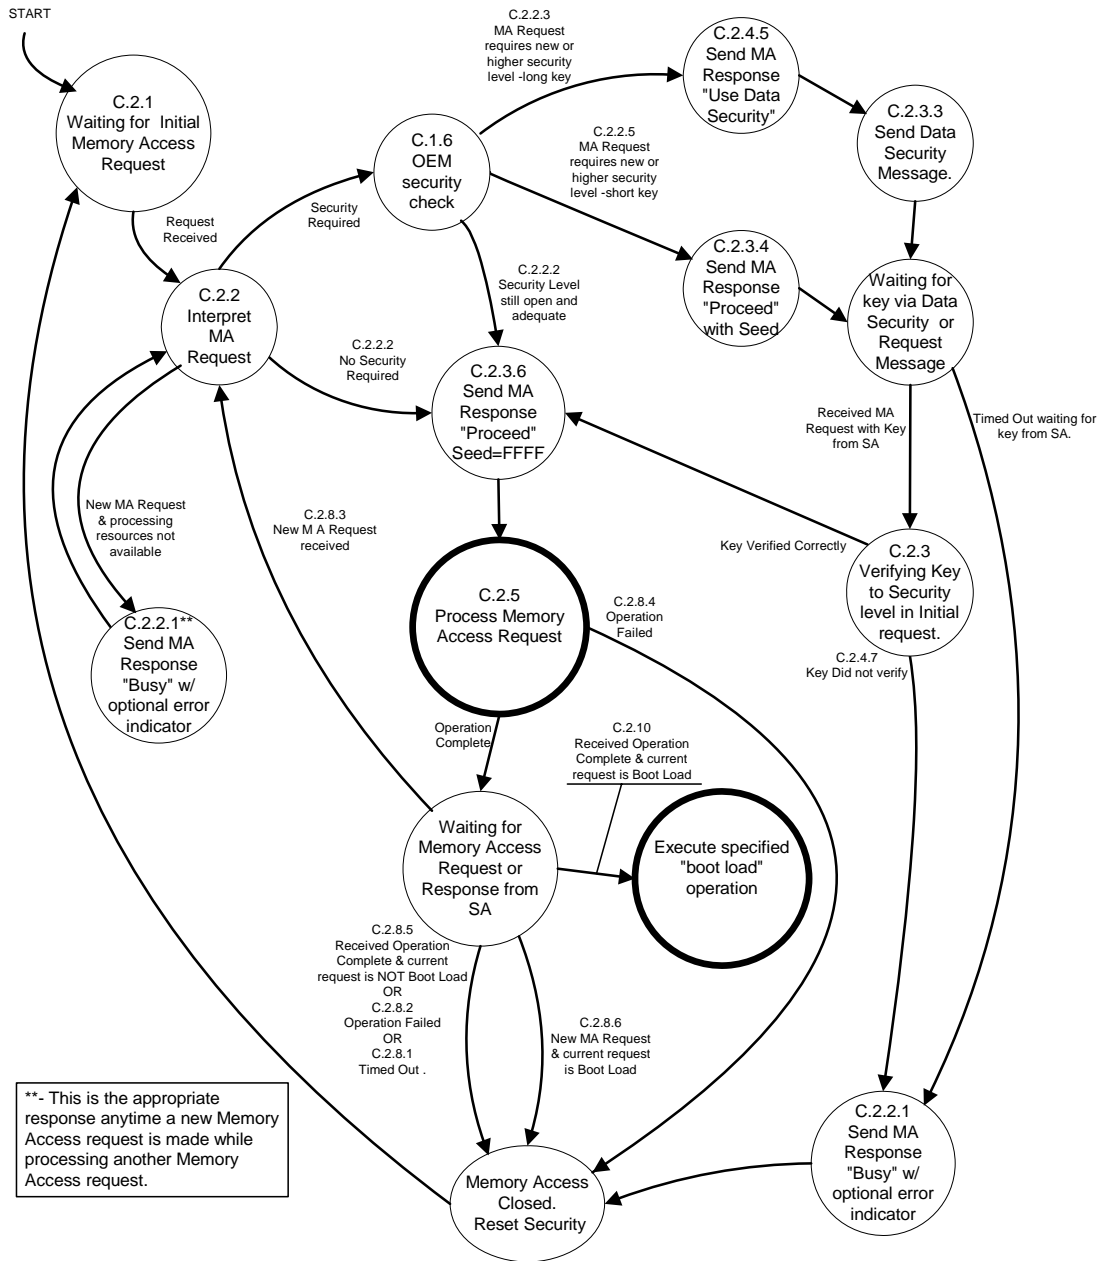 START
C.2.1
Waiting for Initial
Memory Access
Request
Request
Received
C.2.2
Interpret
MA
Request
Security
Required
C.1.6
OEM
security
check
C.2.2.3
MA Request
requires new or
higher security
level -long key
C.2.4.5
Send MA
Response
"Use Data
Security"
C.2.3.3
Send Data
Security
Message.
C.2.2.5
MA Request
requires new or
higher security
level -short key
C.2.3.4
Send MA
Response
"Proceed"
with Seed
Waiting for
key via Data
Security or
Request
Message
C.2.2.2
Security Level
still open and
adequate
C.2.2.2
No Security
Required
C.2.3.6
Send MA
Response
"Proceed"
Seed=FFFF
Received MA
Request with Key
from SA
Timed Out waiting for
key from SA.
New MA Request
& processing
resources not
available
C.2.8.3
New M A Request
received
Key Verified Correctly
C.2.3
Verifying Key
to Security
level in Initial
request.
C.2.5
Process Memory
Access Request
C.2.8.4
Operation
Failed
C.2.2.1**
Send MA
Response
"Busy" w/
optional error
indicator
C.2.4.7
Key Did not verify
Operation
Complete
C.2.10
Received Operation
Complete & current
request is Boot Load
Waiting for
Memory Access
Request or
Response from
SA
Execute specified
"boot load"
operation
C.2.8.5
Received Operation
Complete & current
request is NOT Boot Load
OR
C.2.8.2
Operation Failed
OR
C.2.8.1
Timed Out .
C.2.8.6
New MA Request
& current request
is Boot Load
**- This is the appropriate
response anytime a new Memory
Access request is made while
processing another Memory
Access request.
C.2.2.1
Send MA
Response
"Busy" w/
optional error
indicator
Memory Access
Closed.
Reset Security